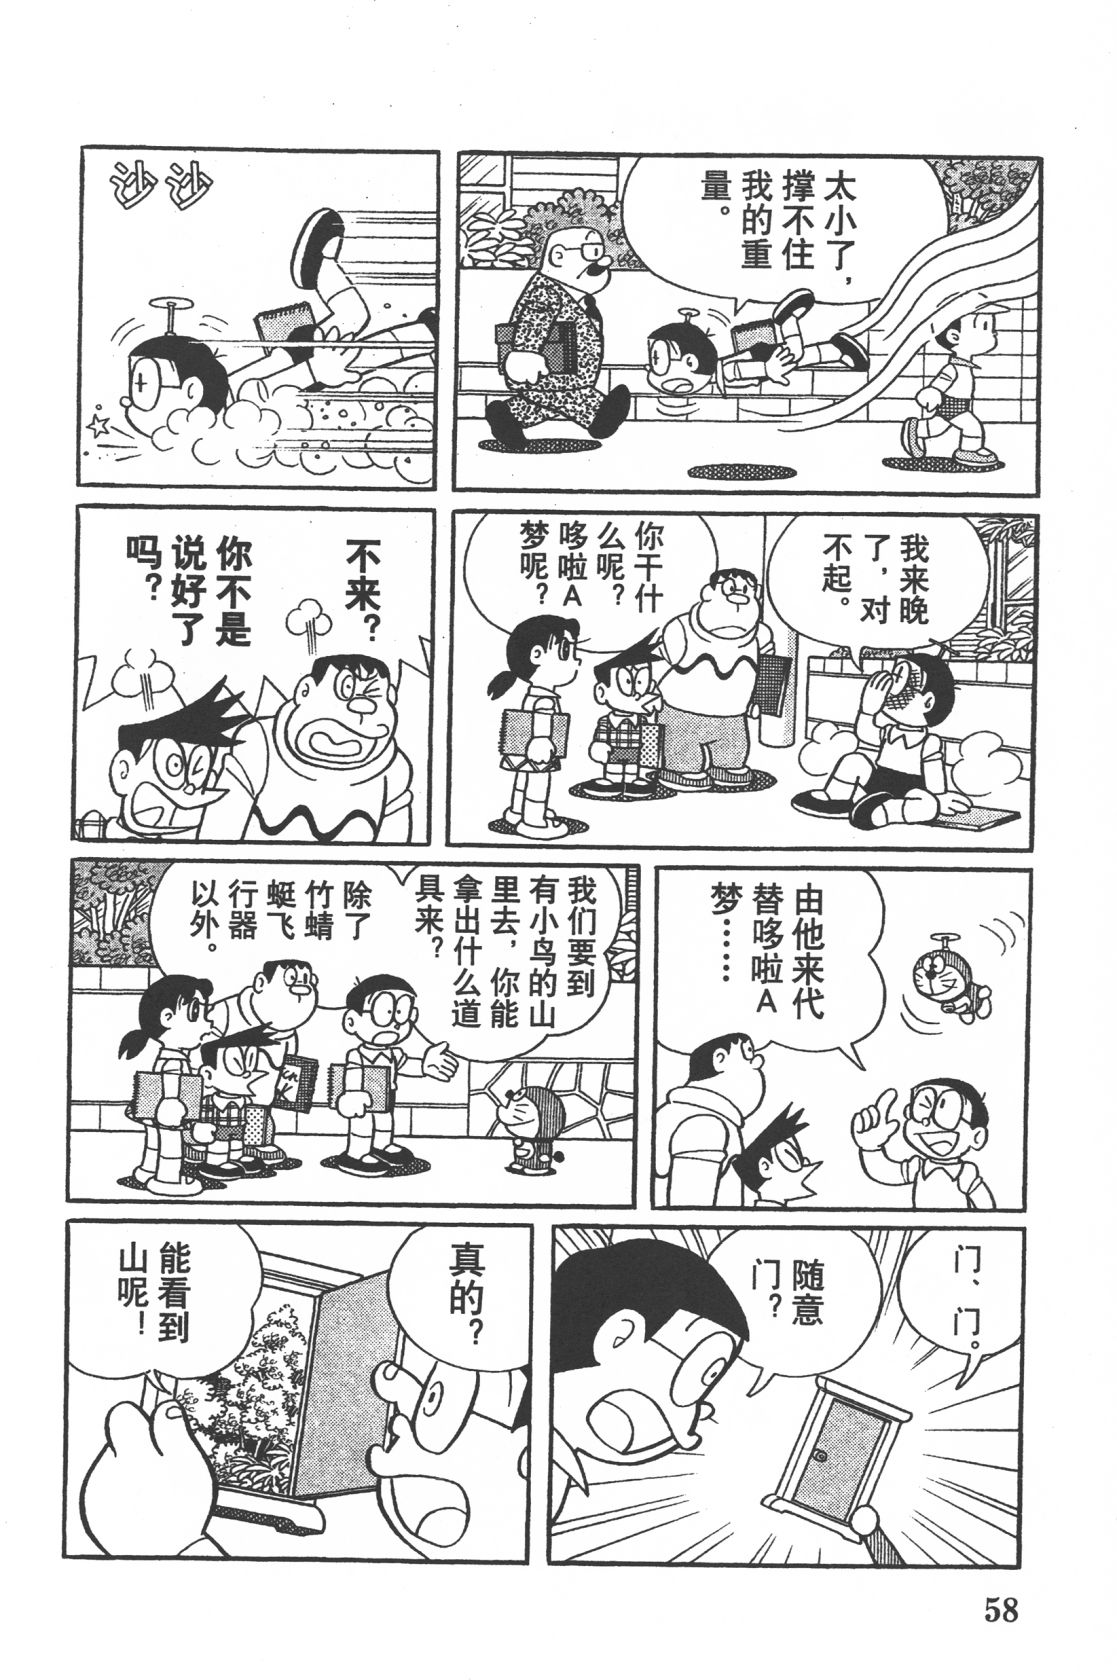 太小了，
撑不住
我的重
量。
沙沙
我来晚
了，对
不起。
你干什
么呢？
哆啦A
梦呢？
不来？
你不是
说好了
吗？
由他来代
替哆啦A
梦……
我们要到
有小鸟的山
里去，你能
拿出什么道
具来？
除了
竹蜻
蜓飞
行器
以外。
门、门。
随意
门？
真的？
能看到
山呢！
58